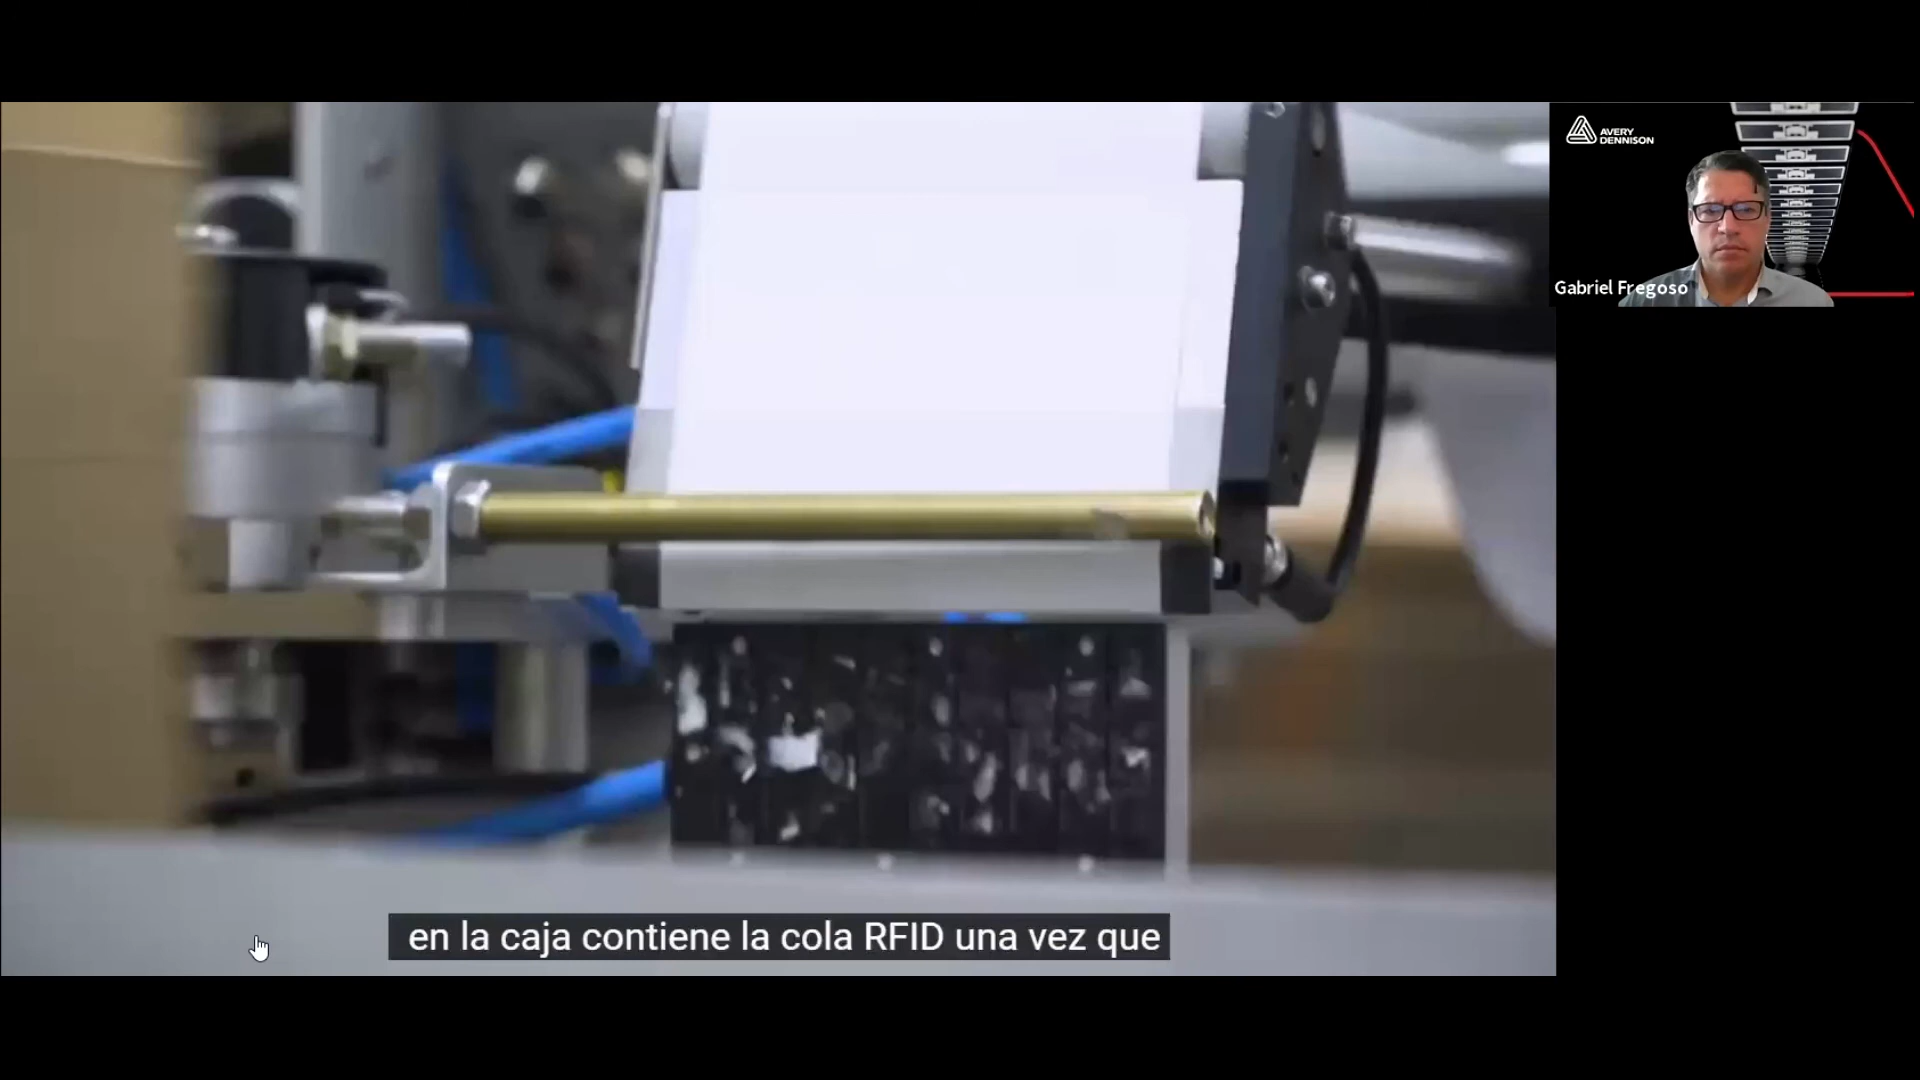 AVERY
DENNISON
Gabriel Fregoso
en la caja contiene la cola RFID una vez que